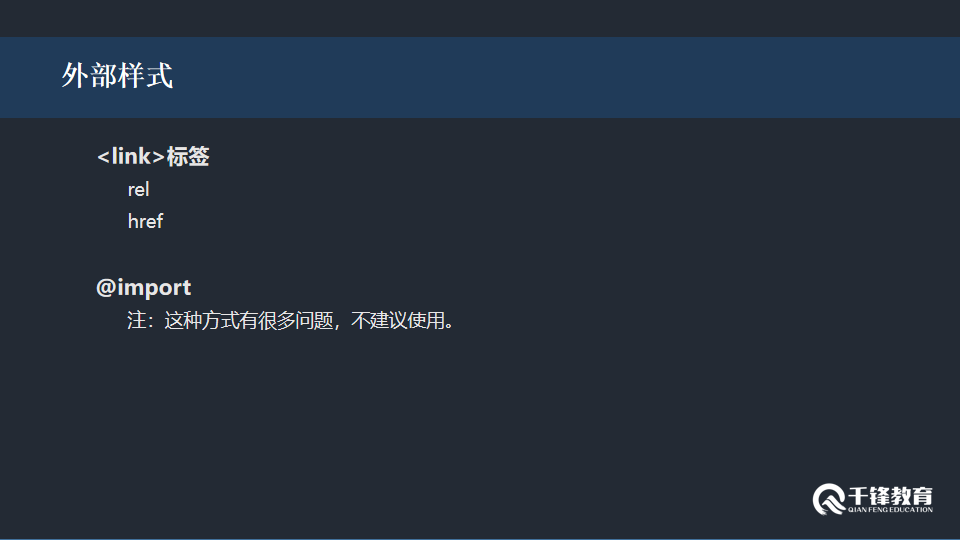 外部样式
<link>标签
rel
href
@import
注：这种方式有很多问题，不建议使用。
千锋教育
QIAN FENG EDUCATION